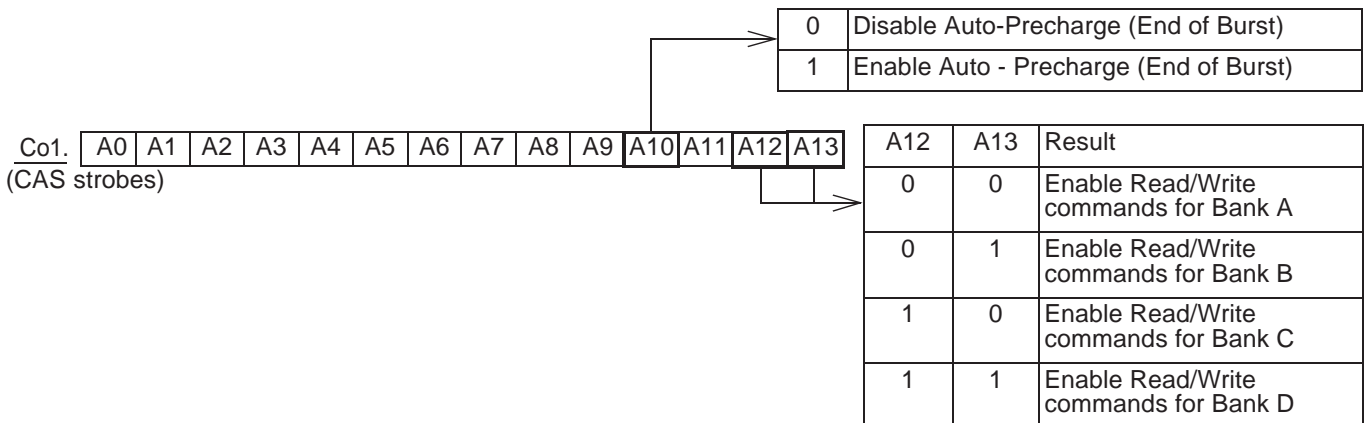 0 Disable Auto-Precharge (End of Burst)
1 Enable Auto - Precharge (End of Burst)
Co1. A0 A1 A2 A3 A4 A5 A6 A7 A8 A9 A10 A11 A12 A13
(CAS strobes)
A12 A13 Result
0 0 Enable Read/Write
commands for Bank A
0 1 Enable Read/Write
commands for Bank B
1 0 Enable Read/Write
commands for Bank C
1 1 Enable Read/Write
commands for Bank D